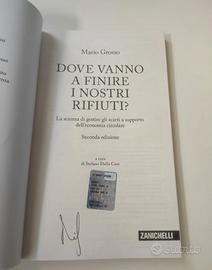 Mario Grosso
DOVE VANNO
A FINIRE
I NOSTRI
RIFIUTI?
La scienza di gestire gli scarti a supporto
dell'economia circolare
Seconda edizione
a cura
di Stefano Dalla Casa
ZANICHELLI
Subito